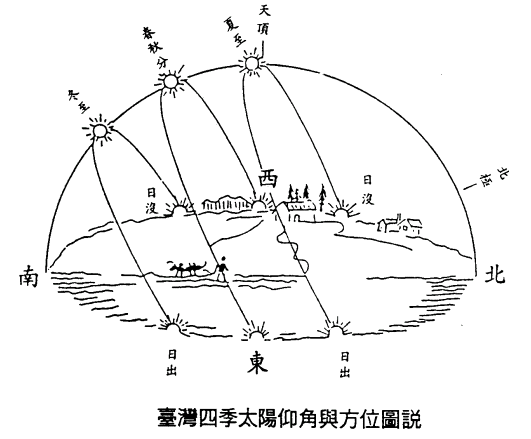 天頂
夏至
春秋分
冬至
北極
西
日沒
日沒
南
北
日出
東
日出
臺灣四季太陽仰角與方位圖説